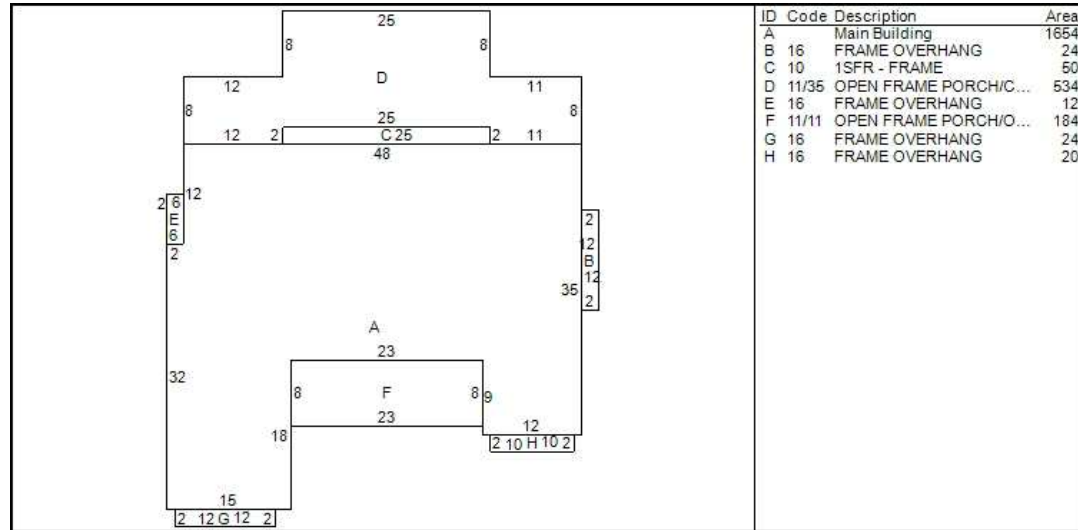 25
8 8
D
12 11
8 8
25
12 2 C 25 2 11
48
12
2 6
E
6
2
2
12
B
12
2
35
A
23
32
8 F 8 9
23
12
18
2 10 H 10 2
15
2 12 G 12 2
ID Code Description Area
A Main Building 1654
B 16 FRAME OVERHANG 24
C 10 1SFR - FRAME 50
D 11/35 OPEN FRAME PORCH/C... 534
E 16 FRAME OVERHANG 12
F 11/11 OPEN FRAME PORCH/O... 184
G 16 FRAME OVERHANG 24
H 16 FRAME OVERHANG 20